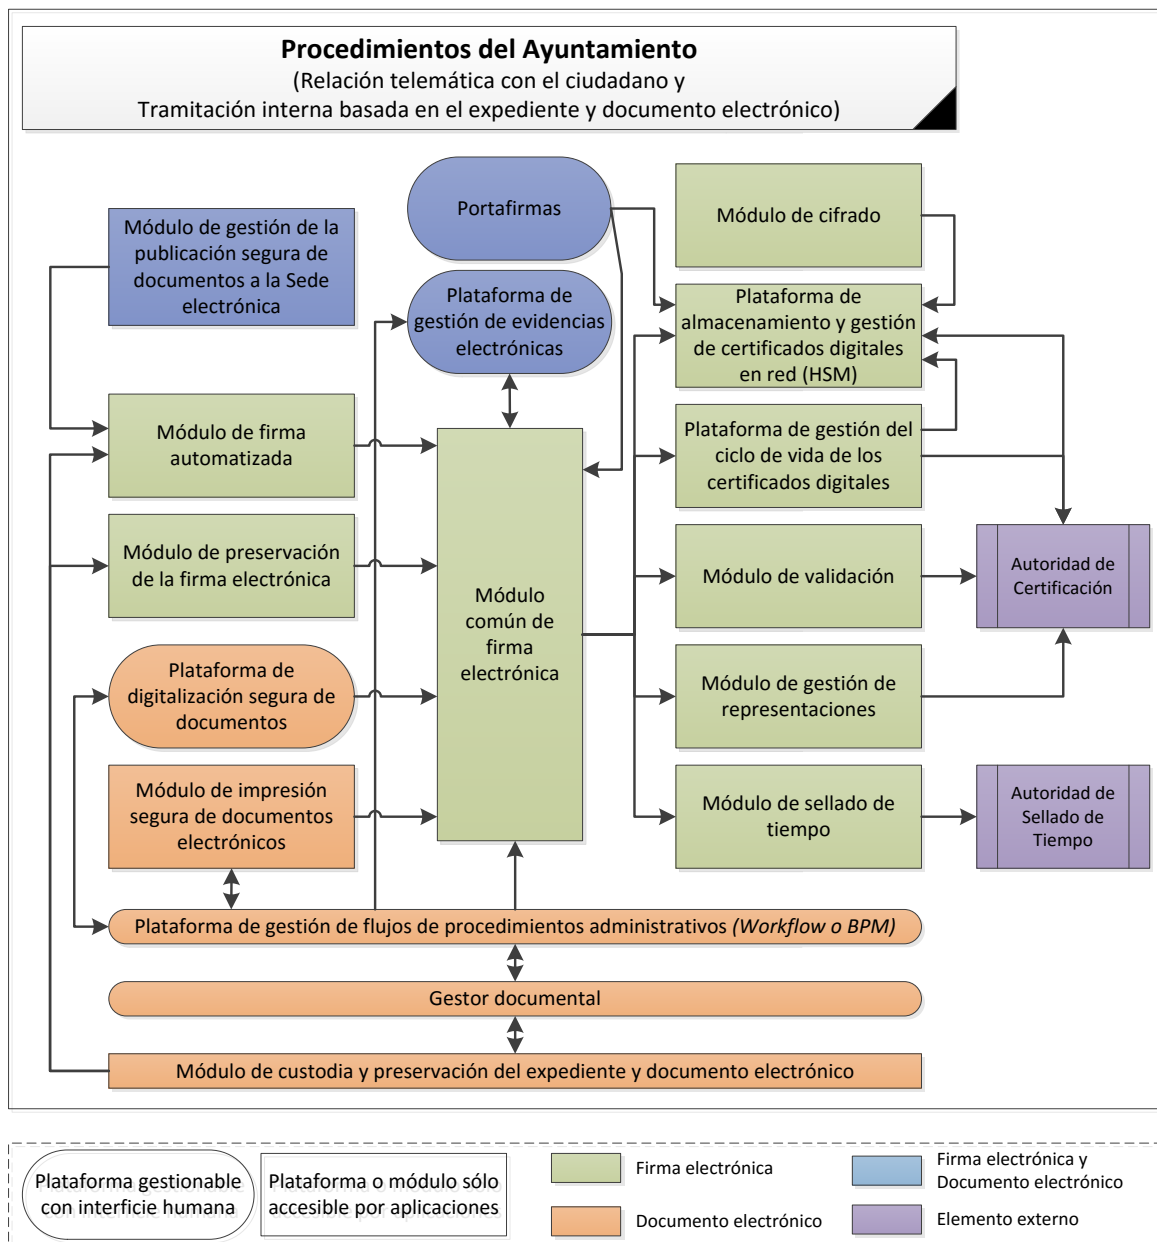 Procedimientos del Ayuntamiento
(Relación telemática con el ciudadano y
Tramitación interna basada en el expediente y documento electrónico)
Módulo de gestión de la
publicación segura de
documentos a la Sede
electrónica
Portafirmas
Módulo de cifrado
Plataforma de
gestión de evidencias
electrónicas
Plataforma de
almacenamiento y gestión
de certificados digitales
en red (HSM)
Módulo de firma
automatizada
Plataforma de gestión del
ciclo de vida de los
certificados digitales
Módulo de preservación
de la firma electrónica
Módulo
común de
firma
electrónica
Módulo de validación
Autoridad de
Certificación
Plataforma de
digitalización segura de
documentos
Módulo de gestión de
representaciones
Módulo de impresión
segura de documentos
electrónicos
Módulo de sellado de
tiempo
Autoridad de
Sellado de
Tiempo
Plataforma de gestión de flujos de procedimientos administrativos (Workflow o BPM)
Gestor documental
Módulo de custodia y preservación del expediente y documento electrónico
Plataforma gestionable
con interficie humana
Plataforma o módulo sólo
accesible por aplicaciones
Firma electrónica
Documento electrónico
Firma electrónica y
Documento electrónico
Elemento externo